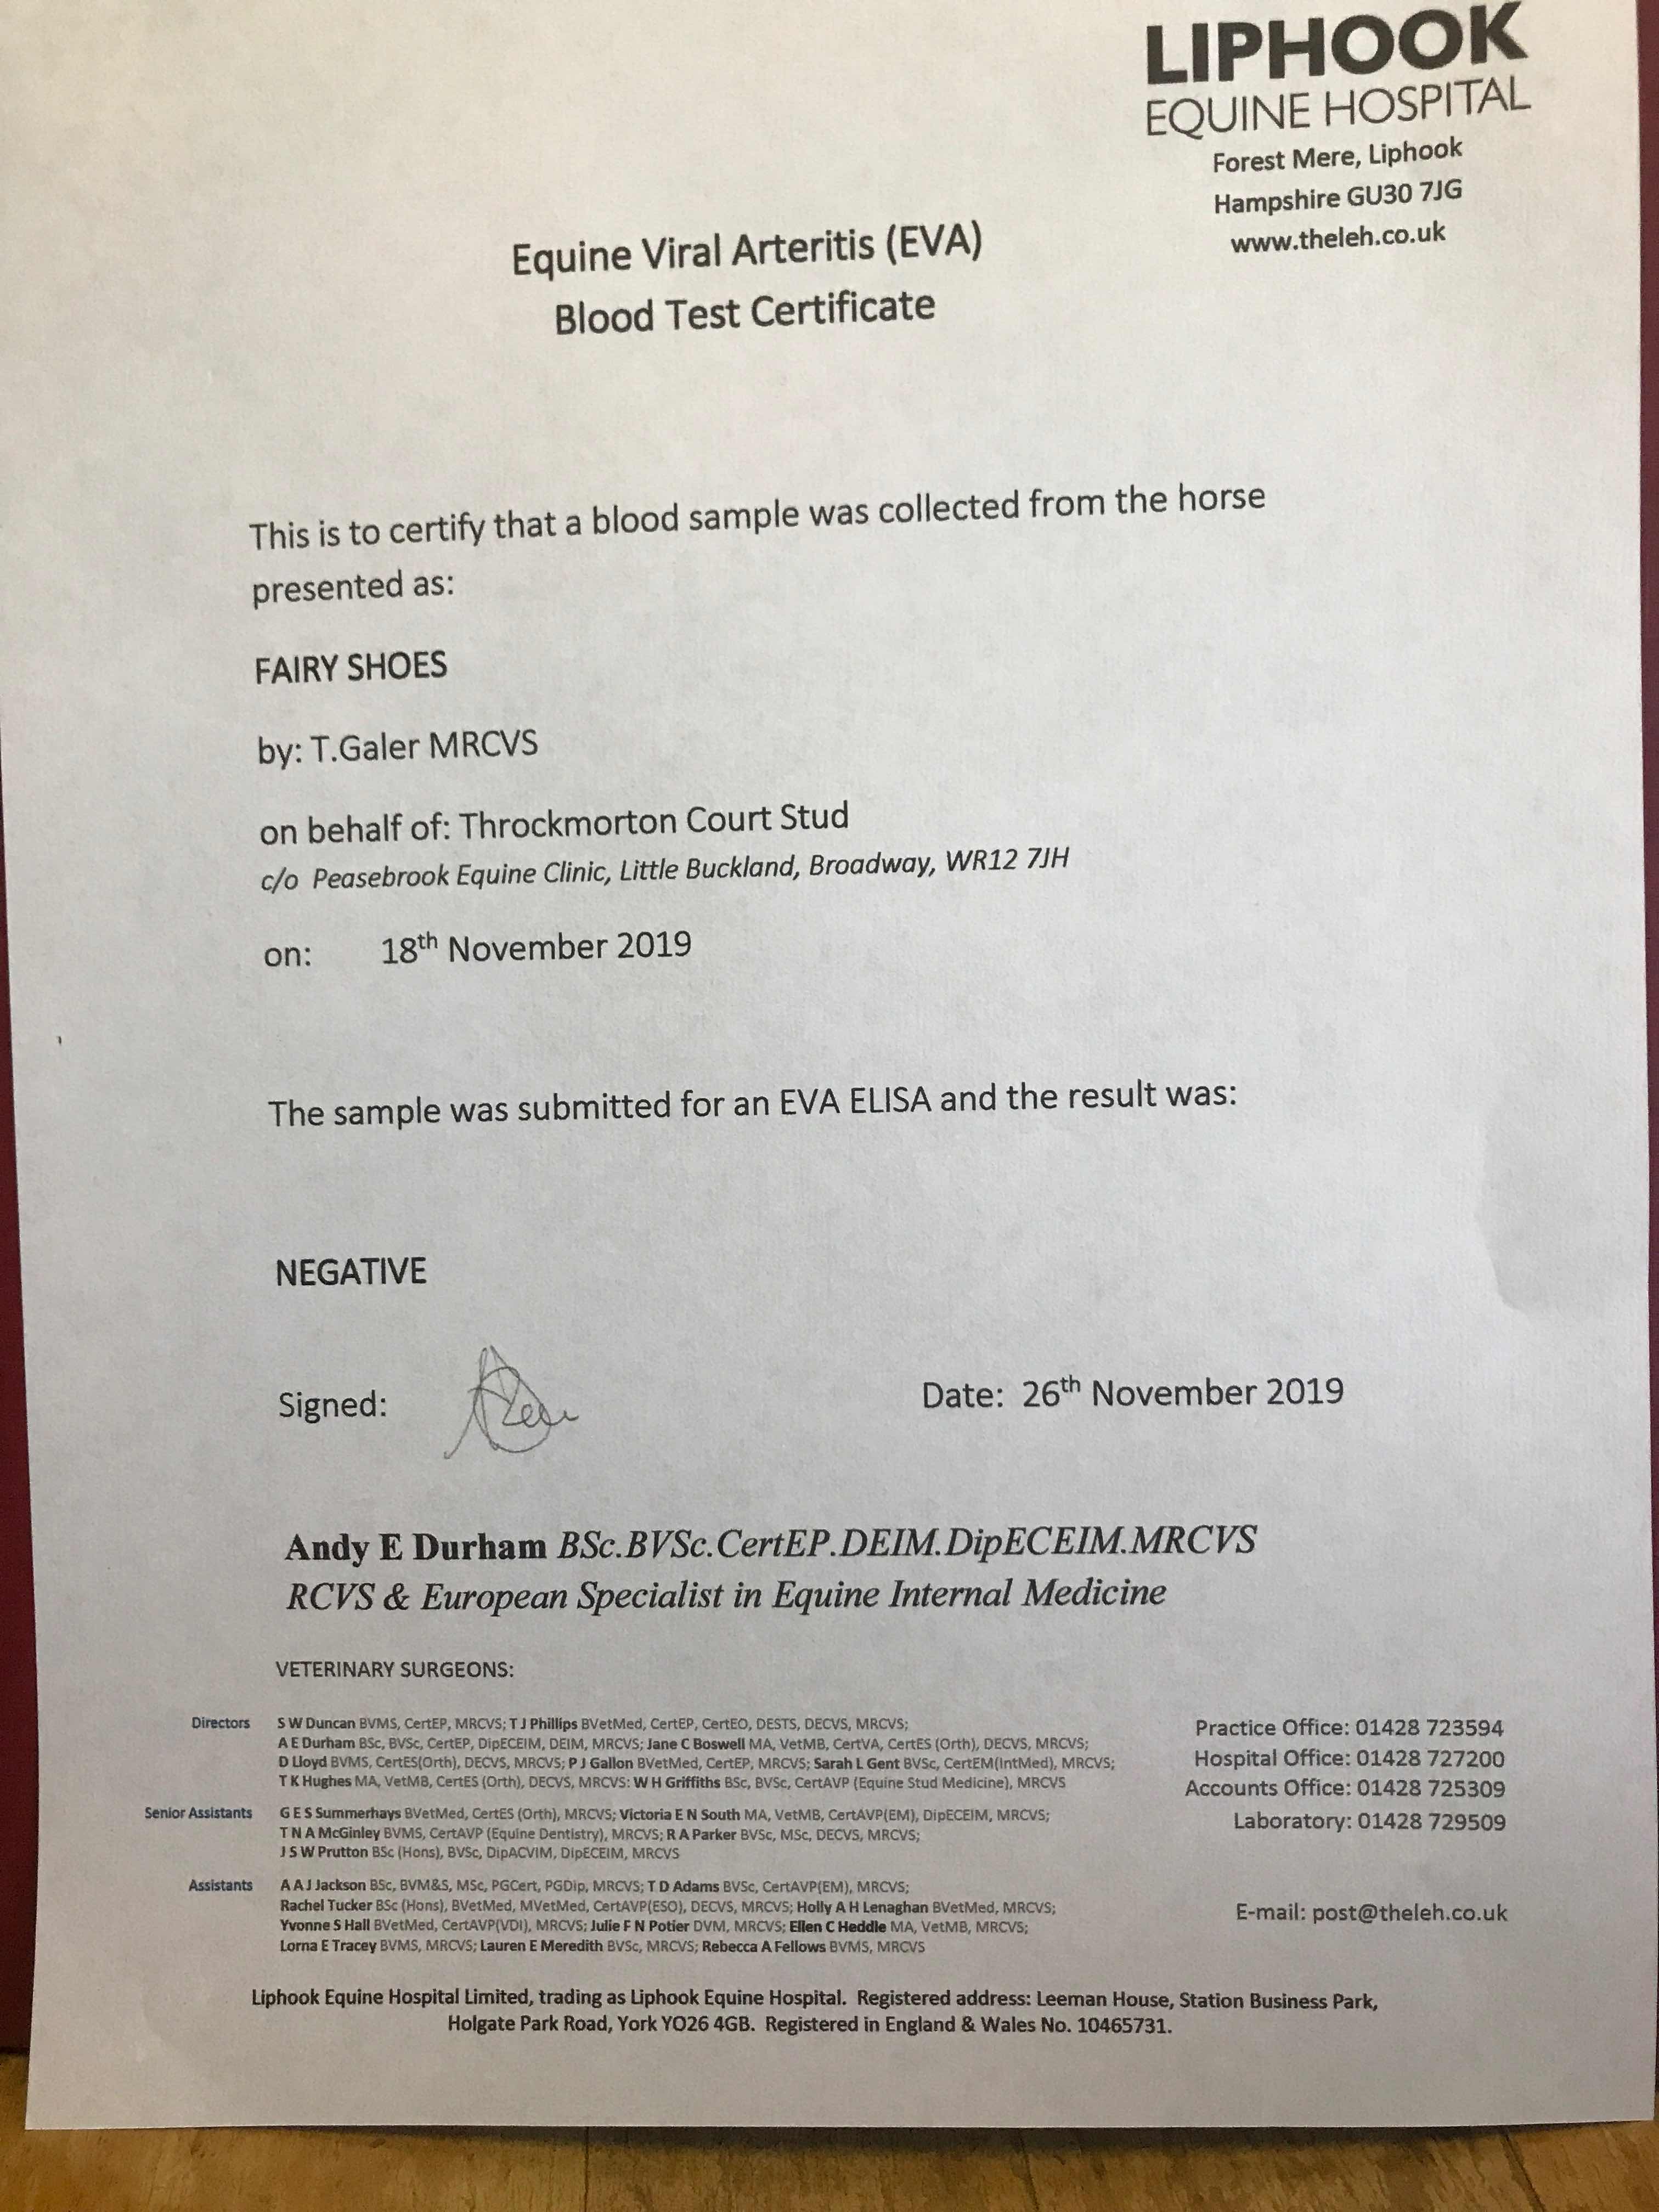 LIPHOOK
EQUINE HOSPITAL
Forest Mere, Liphook
Hampshire GU30 7JG
www.theleh.co.uk
Equine Viral Arteritis (EVA)
Blood Test Certificate
This is to certify that a blood sample was collected from the horse
presented as:
FAIRY SHOES
by: T.Galer MRCVS
on behalf of: Throckmorton Court Stud
c/o Peasebrook Equine Clinic, Little Buckland, Broadway, WR12 7JH
on: 18th November 2019
The sample was submitted for an EVA ELISA and the result was:
NEGATIVE
Signed:
Date: 26th November 2019
Andy E Durham BSc.BVSc.CertEP.DEIM.DipECEIM.MRCVS
RCVS & European Specialist in Equine Internal Medicine
VETERINARY SURGEONS:
Directors S W Duncan BVMS, CertEP, MRCVS; T J Phillips BVetMed, CertEP, CertEO, DESTS, DECVS, MRCVS;
A E Durham BSc, BVSc, CertEP, DipECEIM, DEIM, MRCVS; Jane C Boswell MA, VetMB, CertVA, CertES (Orth), DECVS, MRCVS;
D Lloyd BVMS, CertES(Orth), DECVS, MRCVS; P J Gallon BVetMed, CertEP, MRCVS; Sarah L Gent BVSc, CertEM(IntMed), MRCVS;
T K Hughes MA, VetMB, CertES (Orth), DECVS, MRCVS: W H Griffiths BSc, BVSc, CertAVP (Equine Stud Medicine), MRCVS
Senior Assistants G E S Summerhays BVetMed, CertES (Orth), MRCVS; Victoria E N South MA, VetMB, CertAVP(EM), DipECEIM, MRCVS;
T N A McGinley BVMS, CertAVP (Equine Dentistry), MRCVS; R A Parker BVSc, MSc, DECVS, MRCVS;
J S W Prutton BSc (Hons), BVSc, DipACVIM, DipECEIM, MRCVS
Assistants A A J Jackson BSc, BVM&S, MSc, PGCert, PGDip, MRCVS; T D Adams BVSc, CertAVP(EM), MRCVS;
Rachel Tucker BSc (Hons), BVetMed, MVetMed, CertAVP(ESO), DECVS, MRCVS; Holly A H Lenaghan BVetMed, MRCVS;
Yvonne S Hall BVetMed, CertAVP(VDI), MRCVS; Julie F N Potier DVM, MRCVS; Ellen C Heddle MA, VetMB, MRCVS;
Lorna E Tracey BVMS, MRCVS; Lauren E Meredith BVSc, MRCVS; Rebecca A Fellows BVMS, MRCVS
Practice Office: 01428 723594
Hospital Office: 01428 727200
Accounts Office: 01428 725309
Laboratory: 01428 729509
E-mail: post@theleh.co.uk
Liphook Equine Hospital Limited, trading as Liphook Equine Hospital. Registered address: Leeman House, Station Business Park,
Holgate Park Road, York YO26 4GB. Registered in England & Wales No. 10465731.